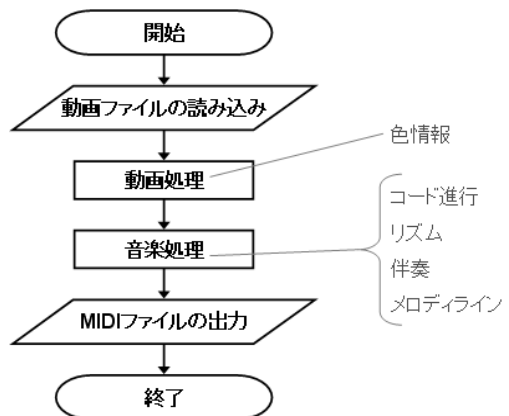 開始
動画ファイルの読み込み
動画処理
色情報
音楽処理
コード進行
リズム
伴奏
メロディライン
MIDIファイルの出力
終了